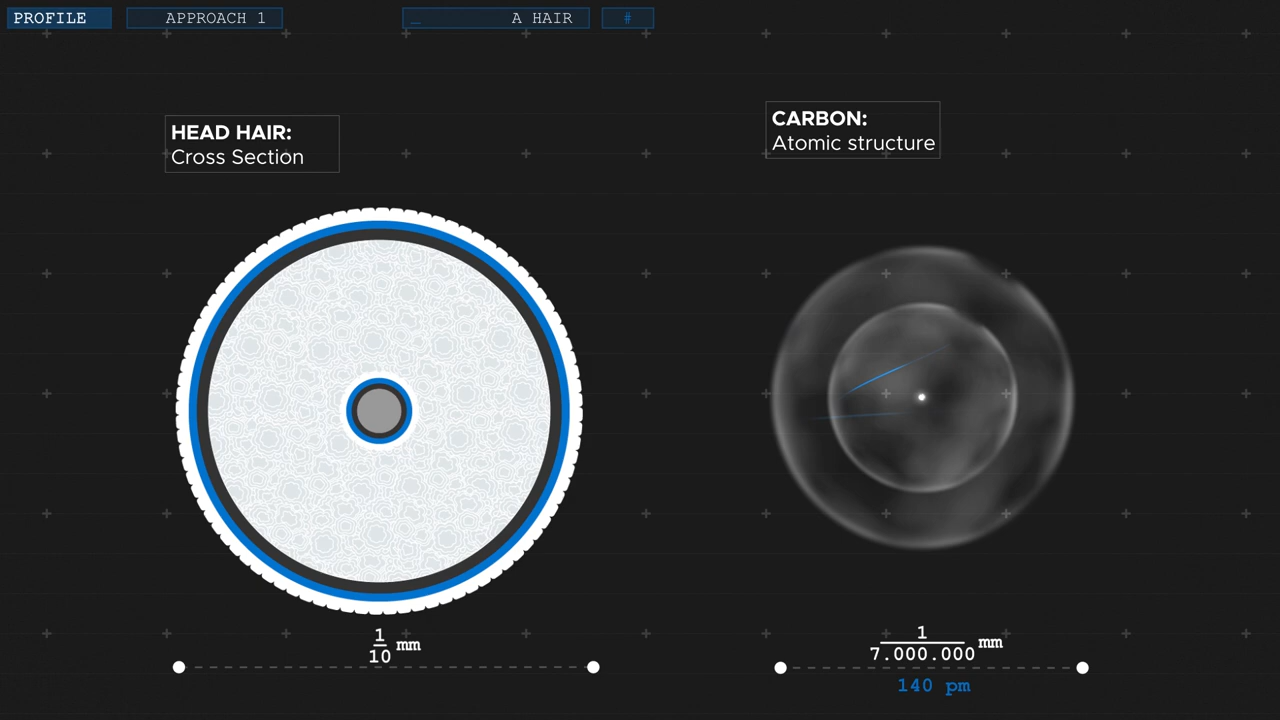 PROFILE
APPROACH 1
_ A HAIR
#
HEAD HAIR:
Cross Section
CARBON:
Atomic structure
1
10 mm
1
7.000.000 mm
140 pm